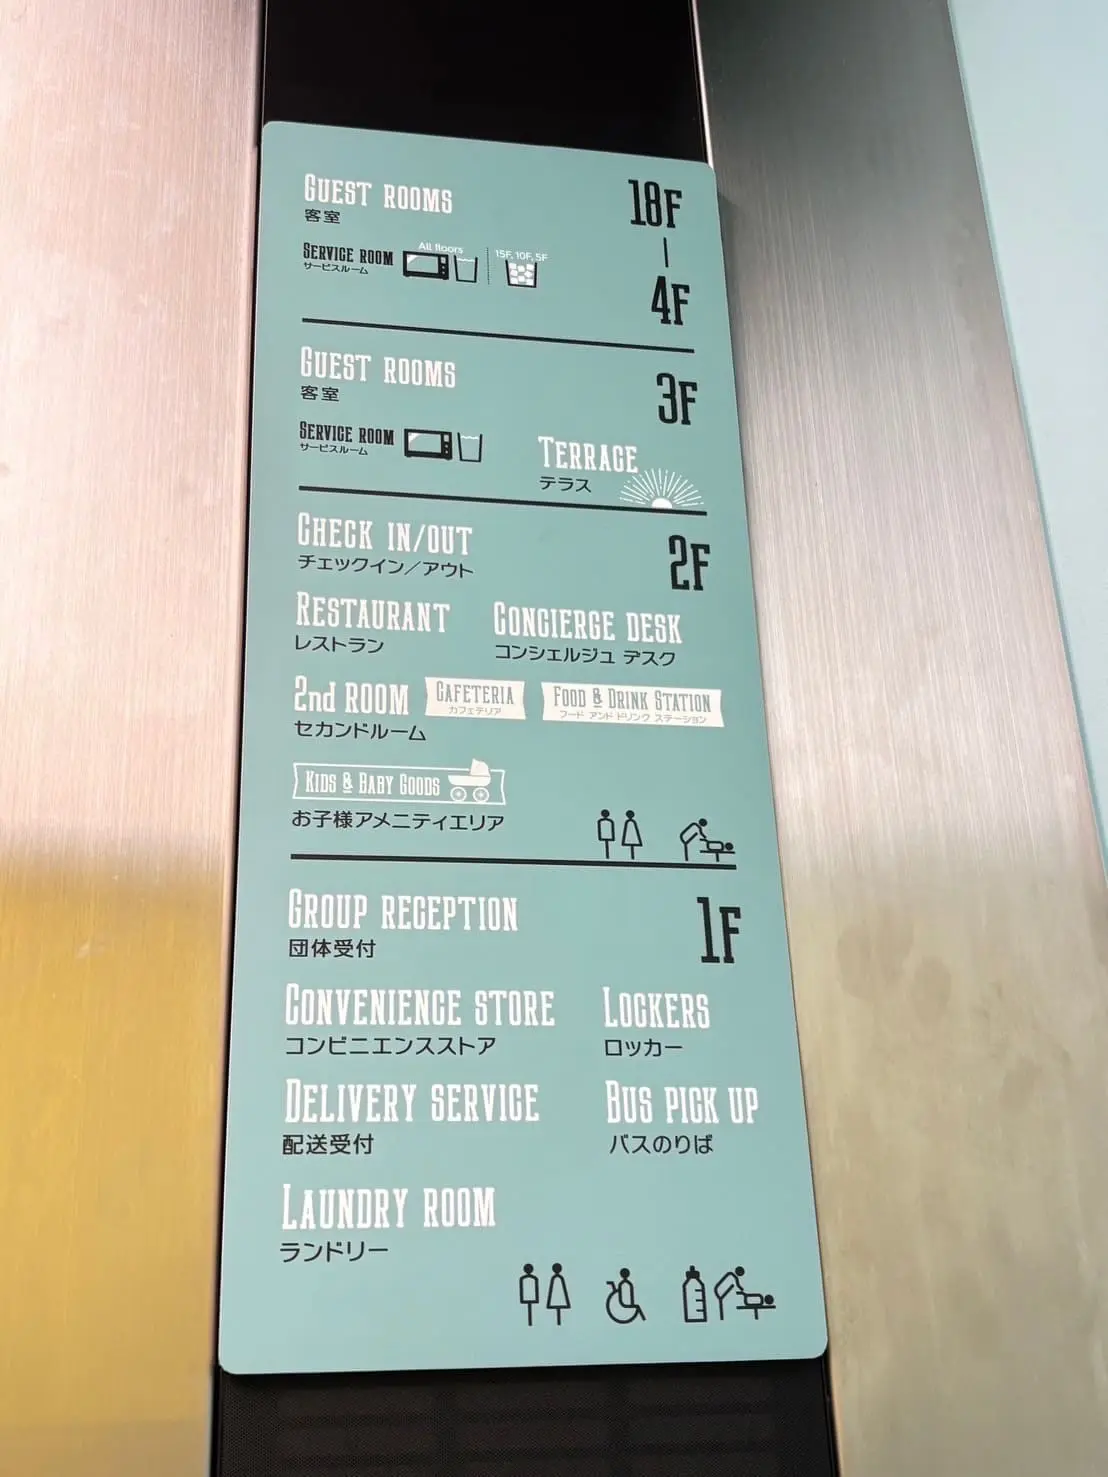 GUEST ROOMS
客室
18F
|
4F
SERVICE ROOM
サービスルーム
All floors
15F, 10F, 5F
GUEST ROOMS
客室
3F
SERVICE ROOM
サービスルーム
TERRACE
テラス
CHECK IN/OUT
チェックイン/アウト
2F
RESTAURANT
レストラン
CONCIERGE DESK
コンシェルジュ デスク
2nd ROOM
セカンドルーム
CAFETERIA
カフェテリア
FOOD & DRINK STATION
フード アンド ドリンク ステーション
KIDS & BABY GOODS
お子様アメニティエリア
GROUP RECEPTION
団体受付
1F
CONVENIENCE STORE
コンビニエンスストア
LOCKERS
ロッカー
DELIVERY SERVICE
配送受付
BUS PICK UP
バスのりば
LAUNDRY ROOM
ランドリー